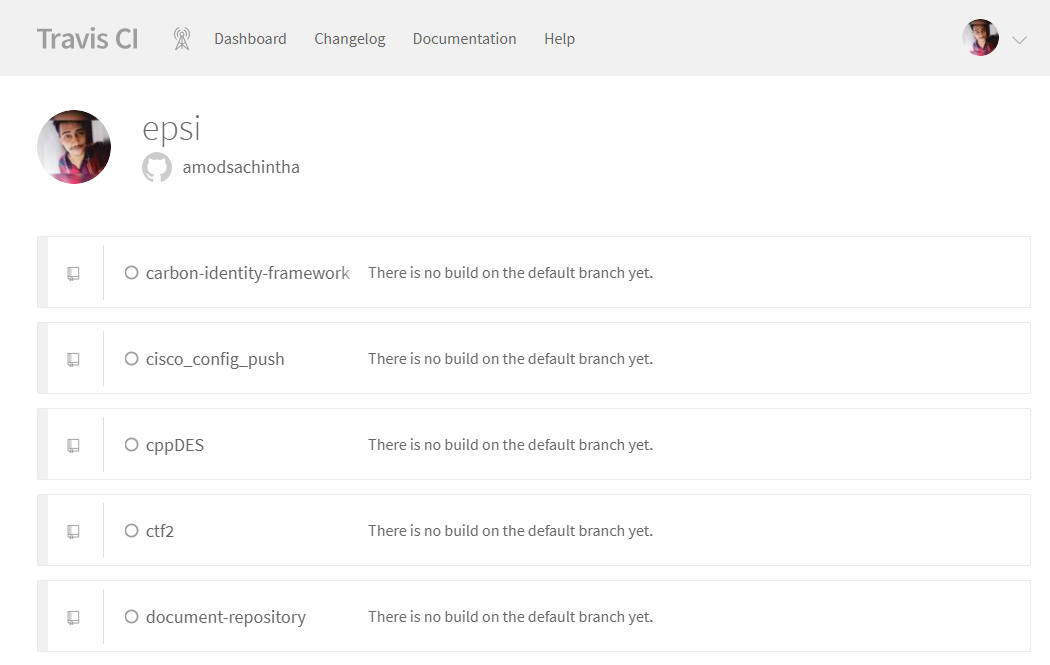 Travis CI Dashboard Changelog Documentation Help
epsi
amodsachintha
carbon-identity-framework There is no build on the default branch yet.
cisco_config_push There is no build on the default branch yet.
cppDES There is no build on the default branch yet.
ctf2 There is no build on the default branch yet.
document-repository There is no build on the default branch yet.